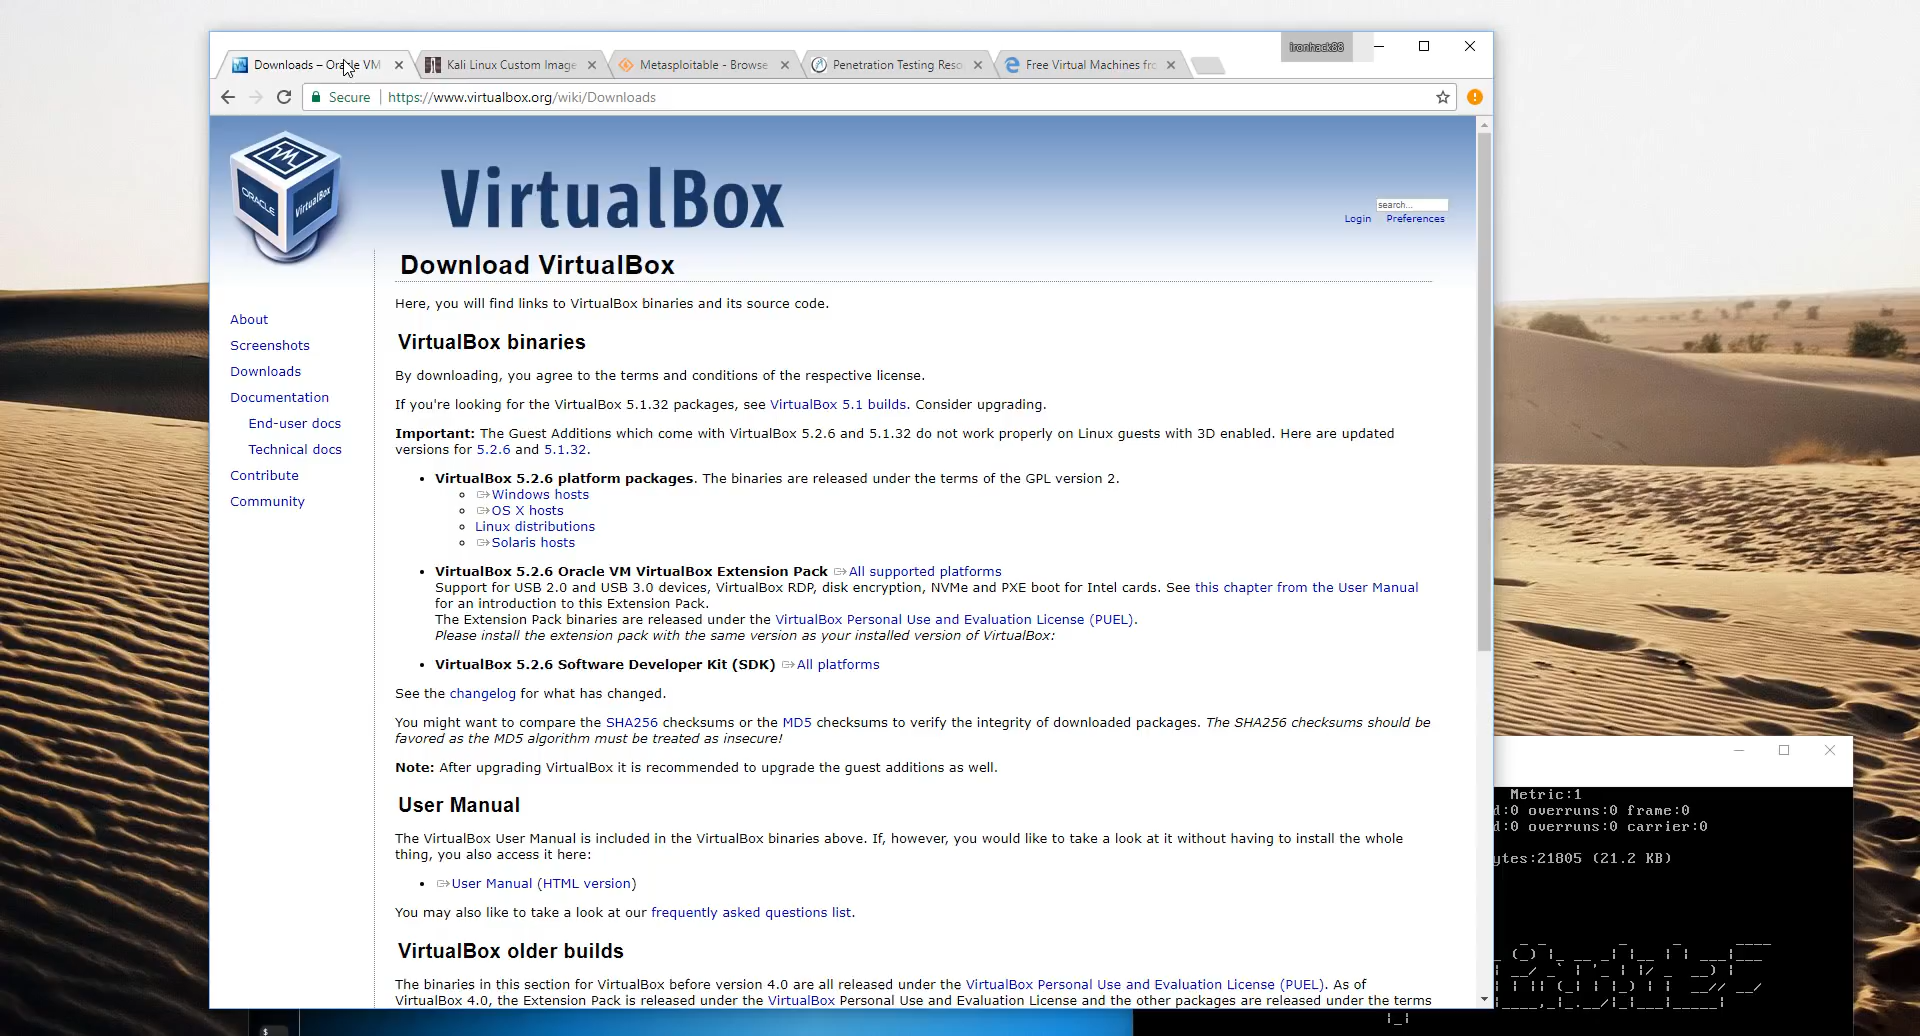 ironhack88
Downloads – Oracle VM
Kali Linux Custom Image
Metasploitable - Browse
Penetration Testing Reso
Free Virtual Machines fro
Secure
https://www.virtualbox.org/wiki/Downloads
ORACLE
VirtualBox
VirtualBox
search...
Login Preferences
Download VirtualBox
Here, you will find links to VirtualBox binaries and its source code.
About
Screenshots
Downloads
Documentation
End-user docs
Technical docs
Contribute
Community
VirtualBox binaries
By downloading, you agree to the terms and conditions of the respective license.
If you're looking for the VirtualBox 5.1.32 packages, see VirtualBox 5.1 builds. Consider upgrading.
Important: The Guest Additions which come with VirtualBox 5.2.6 and 5.1.32 do not work properly on Linux guests with 3D enabled. Here are updated
versions for 5.2.6 and 5.1.32.
• VirtualBox 5.2.6 platform packages. The binaries are released under the terms of the GPL version 2.
Windows hosts
OS X hosts
Linux distributions
Solaris hosts
• VirtualBox 5.2.6 Oracle VM VirtualBox Extension Pack All supported platforms
Support for USB 2.0 and USB 3.0 devices, VirtualBox RDP, disk encryption, NVMe and PXE boot for Intel cards. See this chapter from the User Manual
for an introduction to this Extension Pack.
The Extension Pack binaries are released under the VirtualBox Personal Use and Evaluation License (PUEL).
Please install the extension pack with the same version as your installed version of VirtualBox:
• VirtualBox 5.2.6 Software Developer Kit (SDK) All platforms
See the changelog for what has changed.
You might want to compare the SHA256 checksums or the MD5 checksums to verify the integrity of downloaded packages. The SHA256 checksums should be
favored as the MD5 algorithm must be treated as insecure!
Note: After upgrading VirtualBox it is recommended to upgrade the guest additions as well.
User Manual
The VirtualBox User Manual is included in the VirtualBox binaries above. If, however, you would like to take a look at it without having to install the whole
thing, you also access it here:
• User Manual (HTML version)
You may also like to take a look at our frequently asked questions list.
VirtualBox older builds
The binaries in this section for VirtualBox before version 4.0 are all released under the VirtualBox Personal Use and Evaluation License (PUEL). As of
VirtualBox 4.0, the Extension Pack is released under the VirtualBox Personal Use and Evaluation License and the other packages are released under the terms
Metric:1
d:0 overruns:0 frame:0
d:0 overruns:0 carrier:0
ytes:21805 (21.2 KB)
$